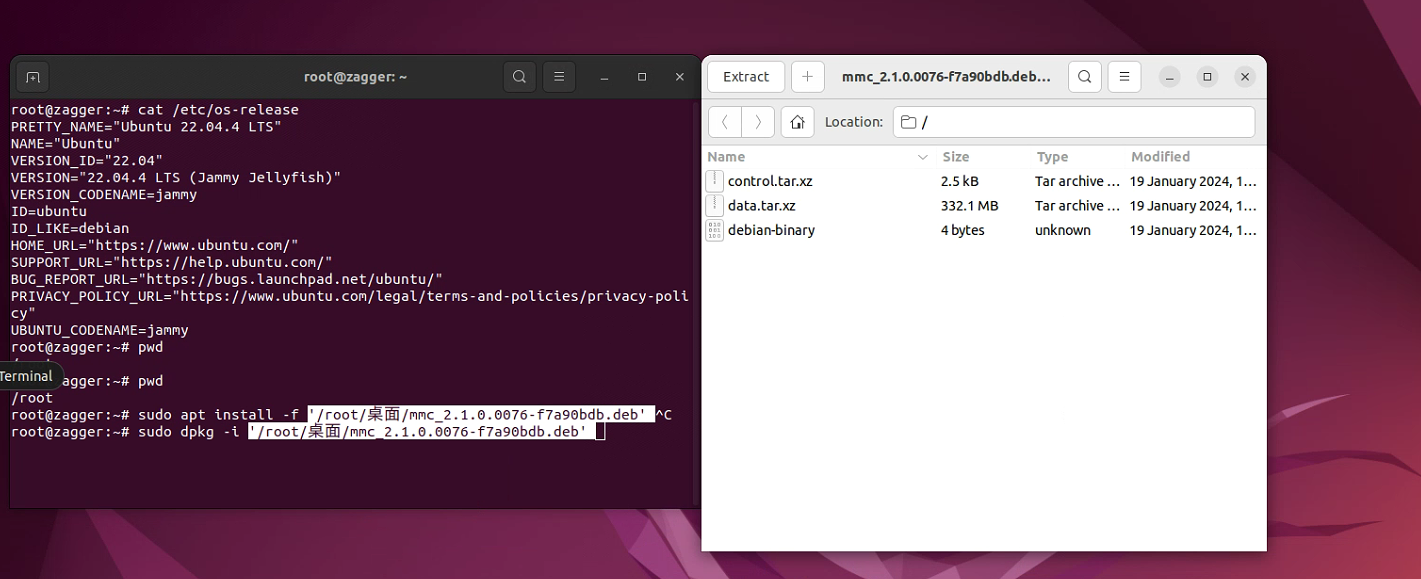 root@zagger: ~
root@zagger:~# cat /etc/os-release
PRETTY_NAME="Ubuntu 22.04.4 LTS"
NAME="Ubuntu"
VERSION_ID="22.04"
VERSION="22.04.4 LTS (Jammy Jellyfish)"
VERSION_CODENAME=jammy
ID=ubuntu
ID_LIKE=debian
HOME_URL="https://www.ubuntu.com/"
SUPPORT_URL="https://help.ubuntu.com/"
BUG_REPORT_URL="https://bugs.launchpad.net/ubuntu/"
PRIVACY_POLICY_URL="https://www.ubuntu.com/legal/terms-and-policies/privacy-poli
cy"
UBUNTU_CODENAME=jammy
root@zagger:~# pwd
Terminal
agger:~# pwd
/root
root@zagger:~# sudo apt install -f '/root/桌面/mmc_2.1.0.0076-f7a90bdb.deb' ^C
root@zagger:~# sudo dpkg -i '/root/桌面/mmc_2.1.0.0076-f7a90bdb.deb'
Extract
mmc_2.1.0.0076-f7a90bdb.deb...
Location: /
Name Size Type Modified
control.tar.xz 2.5 kB Tar archive ... 19 January 2024, 1...
data.tar.xz 332.1 MB Tar archive ... 19 January 2024, 1...
debian-binary 4 bytes unknown 19 January 2024, 1...